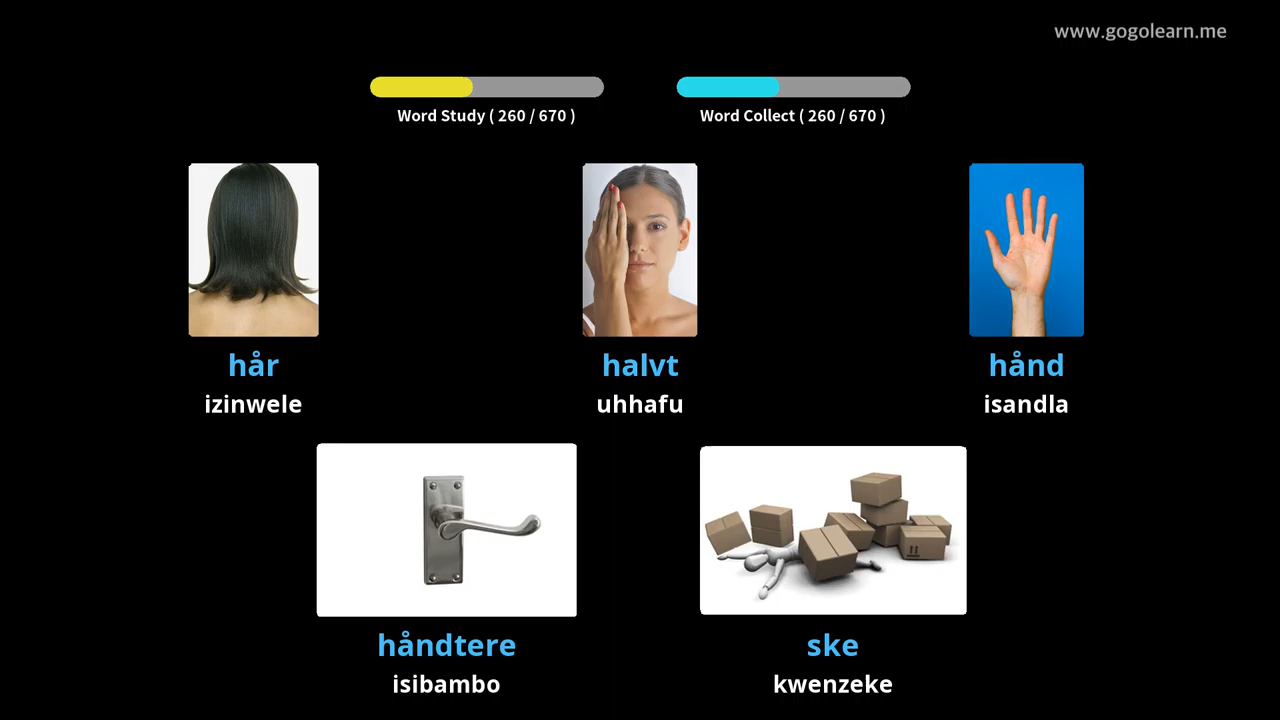 www.gogolearn.me
Word Study ( 260 / 670 )
Word Collect ( 260 / 670 )
hår
izinwele
halvt
uhhafu
hånd
isandla
håndtere
isibambo
ske
kwenzeke